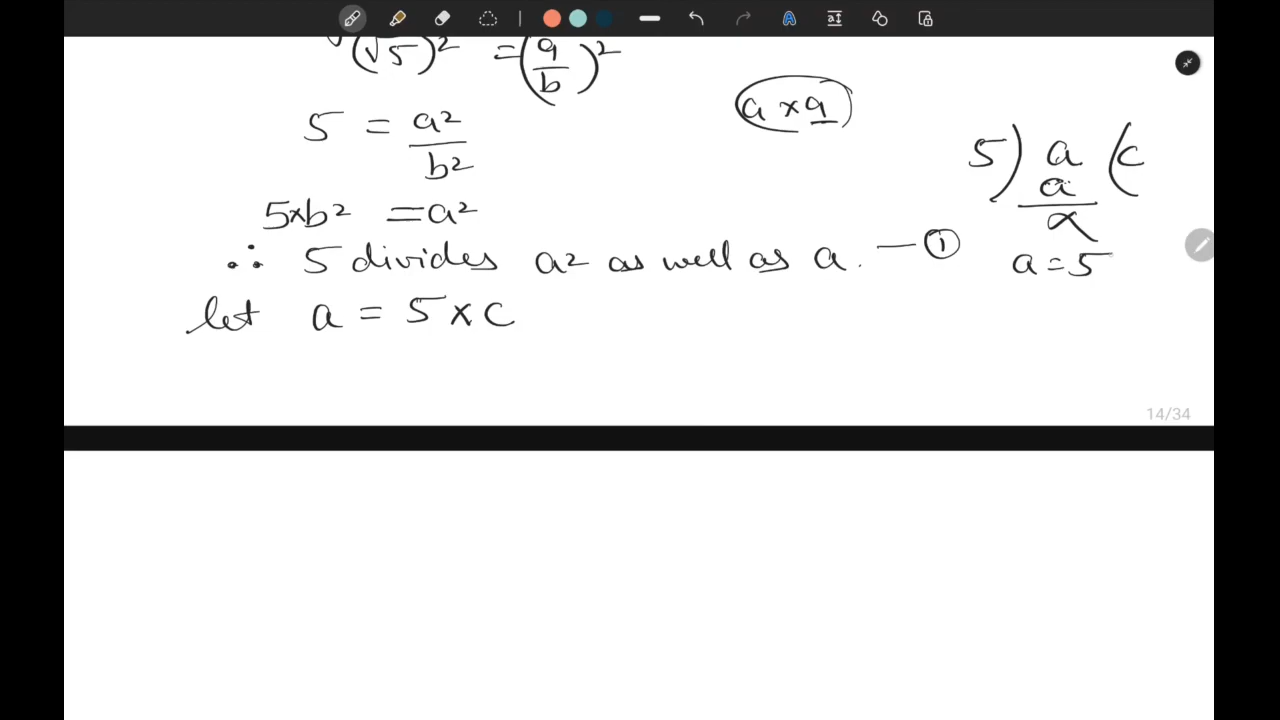 (√5)² = (a/b)²
a × a
5 = a²/b²
5) a (c
a
×
5×b² = a²
∴ 5 divides a² as well as a. — ①
a = 5
let a = 5 × c
14/34